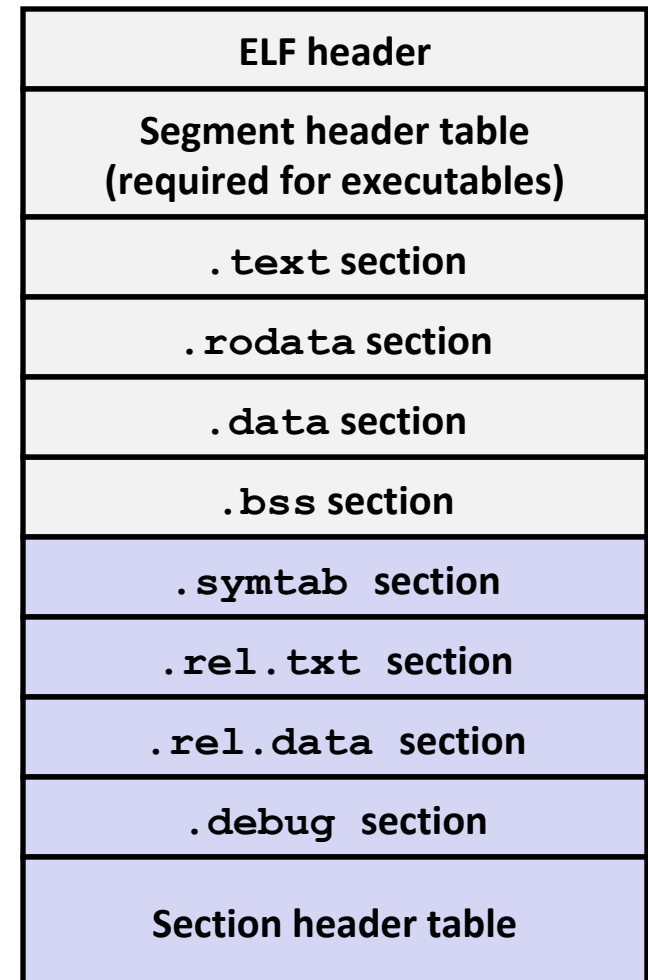 ELF header
Segment header table
(required for executables)
.text section
.rodata section
.data section
.bss section
.symtab section
.rel.txt section
.rel.data section
.debug section
Section header table